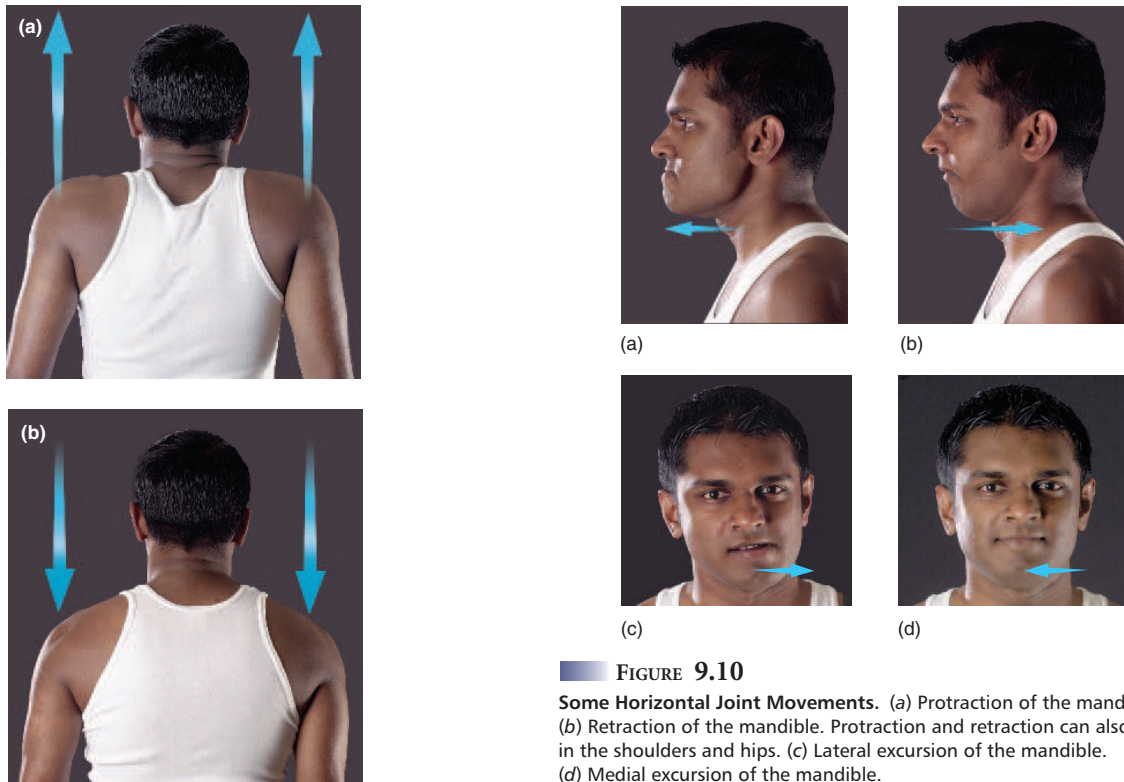 (a)
(b)
(a)
(b)
(c)
(d)
FIGURE 9.10
Some Horizontal Joint Movements. (a) Protraction of the mand
(b) Retraction of the mandible. Protraction and retraction can also
in the shoulders and hips. (c) Lateral excursion of the mandible.
(d) Medial excursion of the mandible.